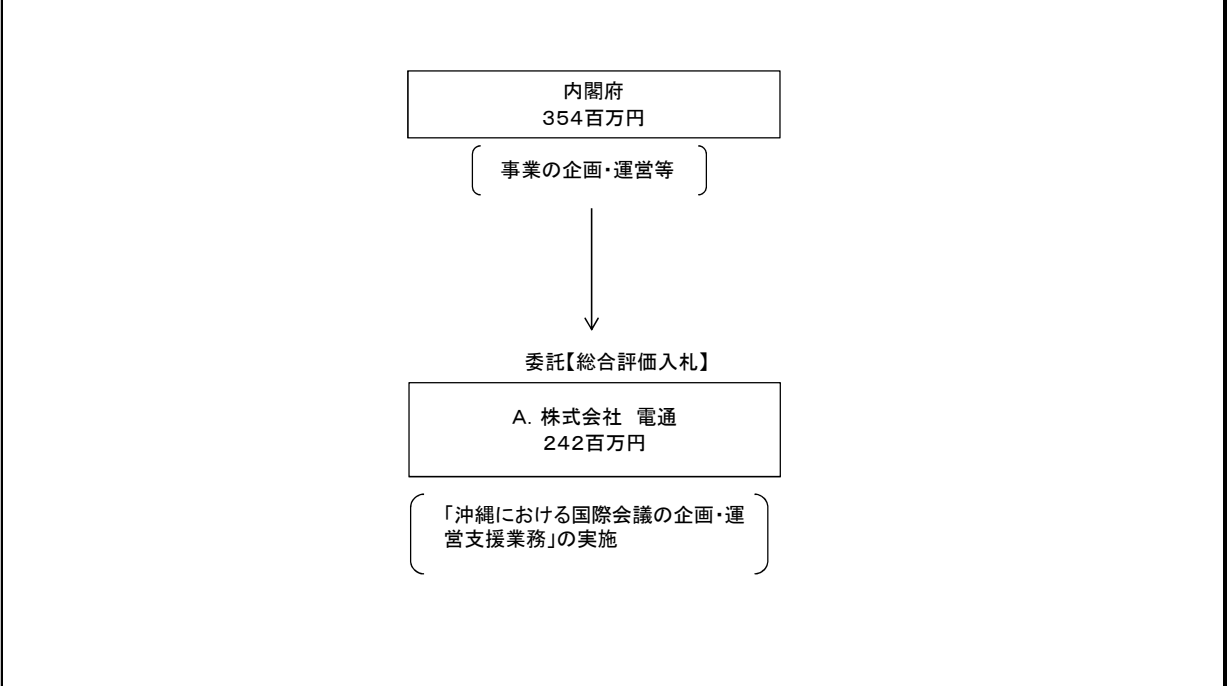 内閣府
354百万円
事業の企画・運営等
委託【総合評価入札】
A．株式会社　電通
242百万円
「沖縄における国際会議の企画・運
営支援業務」の実施